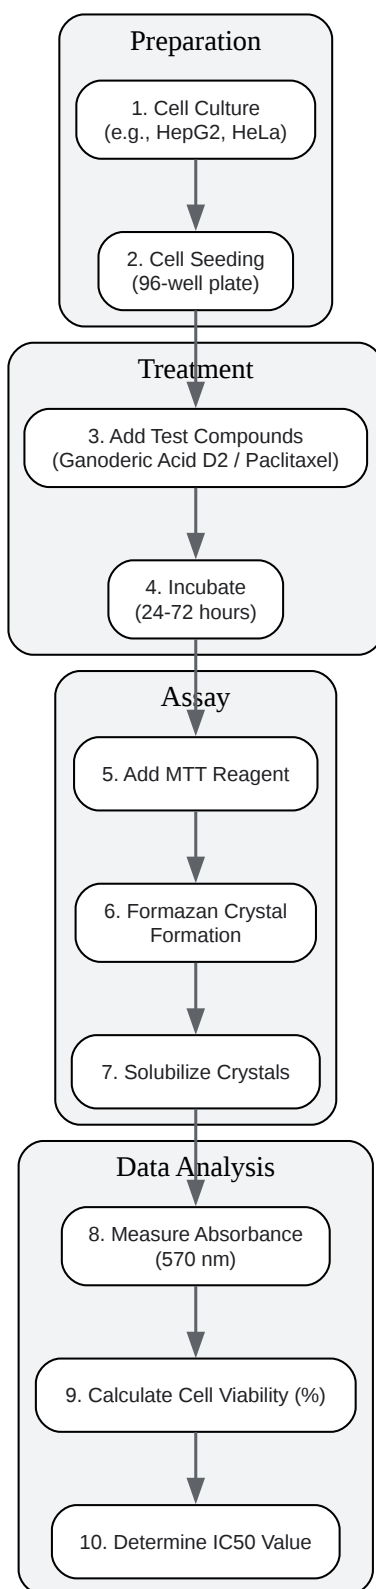 Preparation
1. Cell Culture
(e.g., HepG2, HeLa)
2. Cell Seeding
(96-well plate)
Treatment
3. Add Test Compounds
(Ganoderic Acid D2 / Paclitaxel)
4. Incubate
(24-72 hours)
Assay
5. Add MTT Reagent
6. Formazan Crystal
Formation
7. Solubilize Crystals
Data Analysis
8. Measure Absorbance
(570 nm)
9. Calculate Cell Viability (%)
10. Determine IC50 Value